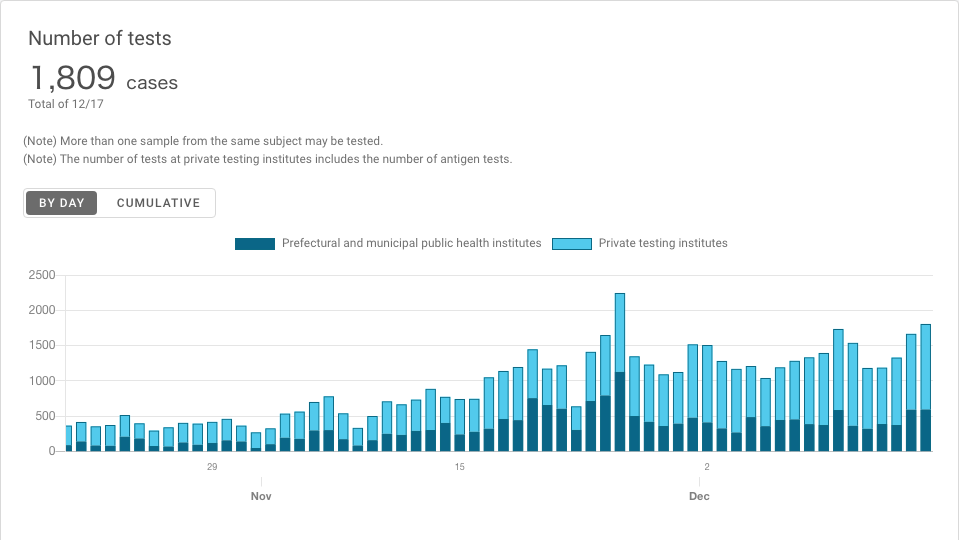 Number of tests
1,809 cases
Total of 12/17
(Note) More than one sample from the same subject may be tested.
(Note) The number of tests at private testing institutes includes the number of antigen tests.
BY DAY CUMULATIVE
Prefectural and municipal public health institutes Private testing institutes
2500
2000
1500
1000
500
0
29 15 2
Nov Dec